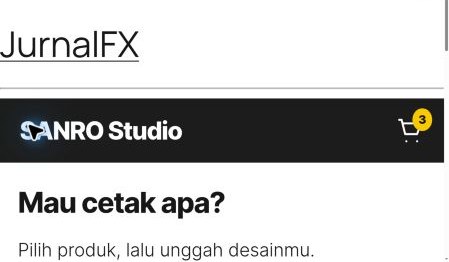 JurnalFX
SANRO Studio
3
Mau cetak apa?
Pilih produk, lalu unggah desainmu.